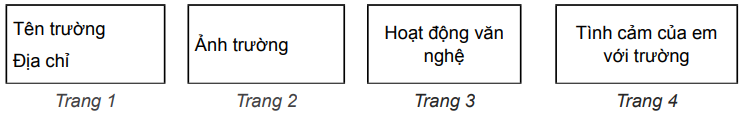 Tên trường
Địa chỉ
Trang 1
Ảnh trường
Trang 2
Hoạt động văn
nghệ
Trang 3
Tình cảm của em
với trường
Trang 4